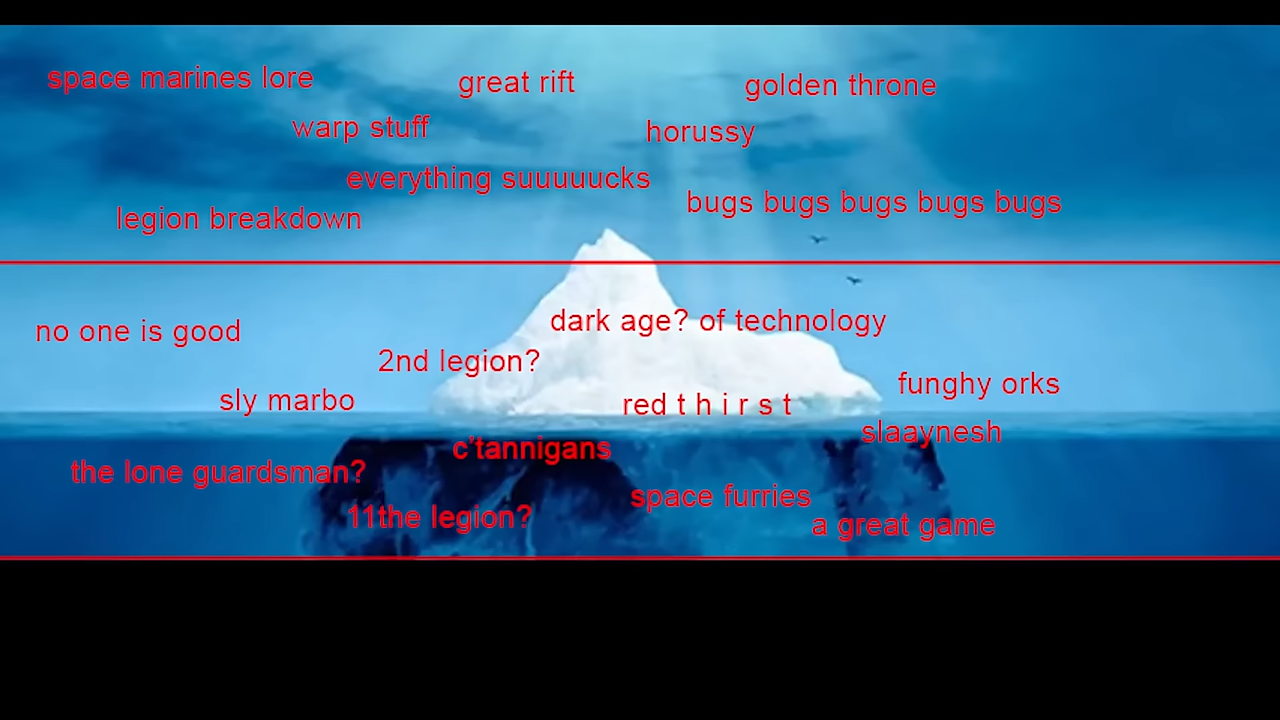 space marines lore
great rift
golden throne
warp stuff
horussy
everything suuuuucks
bugs bugs bugs bugs bugs
legion breakdown
dark age? of technology
no one is good
2nd legion?
funghy orks
sly marbo
red t h i r s t
slaaynesh
c'tannigans
the lone guardsman?
space furries
11the legion?
a great game